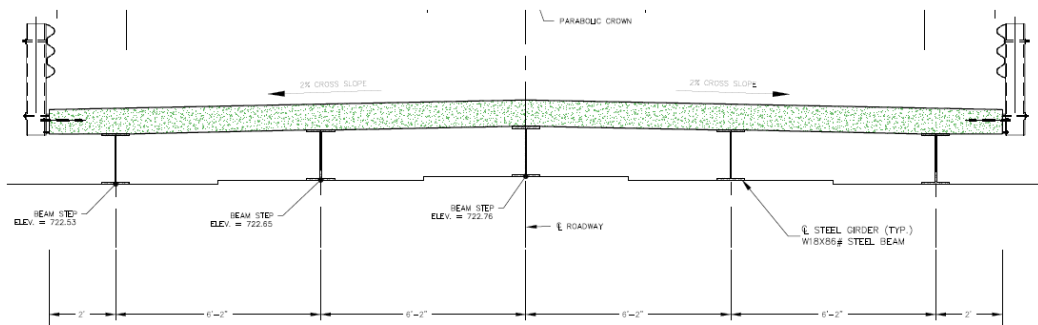 PARABOLIC CROWN
2% CROSS SLOPE
2% CROSS SLOPE
BEAM STEP
ELEV. = 722.53
BEAM STEP
ELEV. = 722.65
BEAM STEP
ELEV. = 722.76
℄ ROADWAY
℄ STEEL GIRDER (TYP.)
W18X86# STEEL BEAM
2'
6'-2"
6'-2"
6'-2"
6'-2"
2'